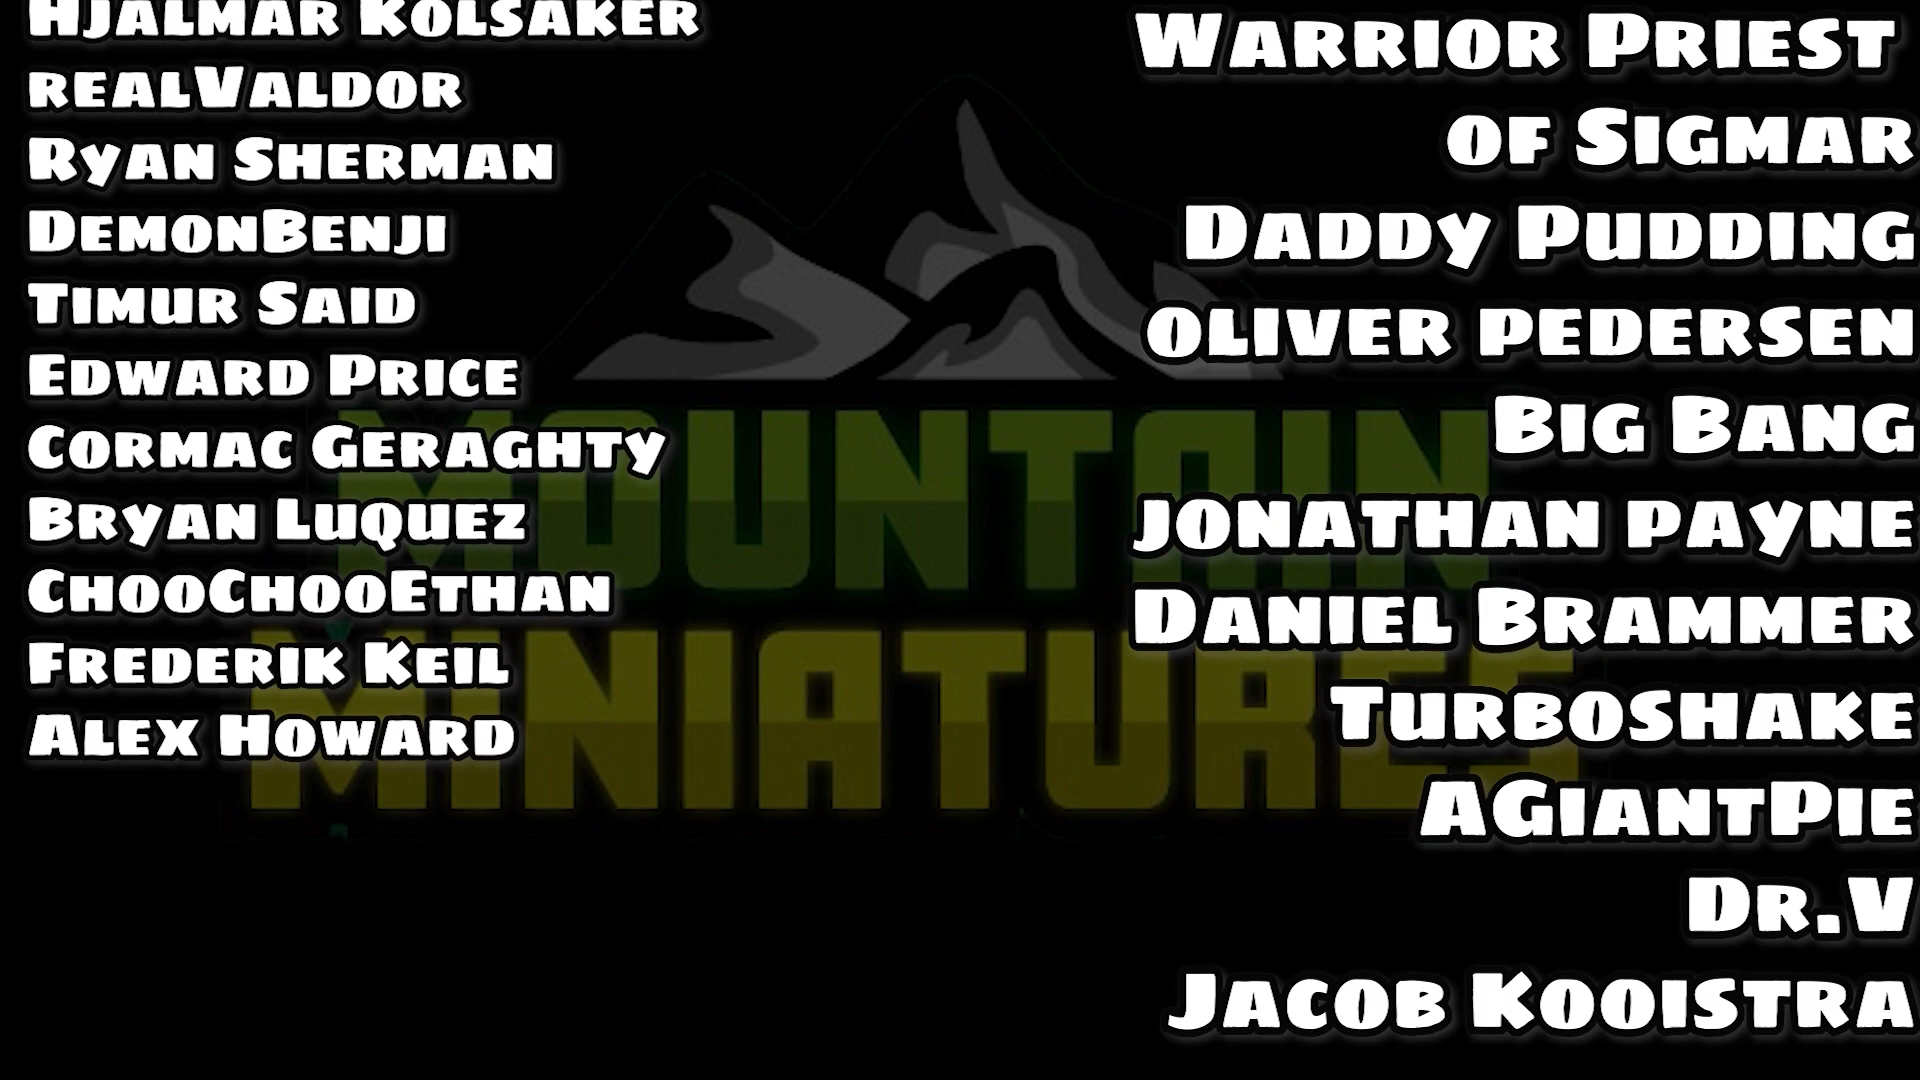 Hjalmar Kolsaker
realValdor
Ryan Sherman
DemonBenji
Timur Said
Edward Price
Cormac Geraghty
Bryan Luquez
ChooChooEthan
Frederik Keil
Alex Howard
Warrior Priest
of Sigmar
Daddy Pudding
oliver pedersen
Big Bang
jonathan payne
Daniel Brammer
Turboshake
AGiantPie
Dr.V
Jacob Kooistra
MOUNTAIN
MINIATURES